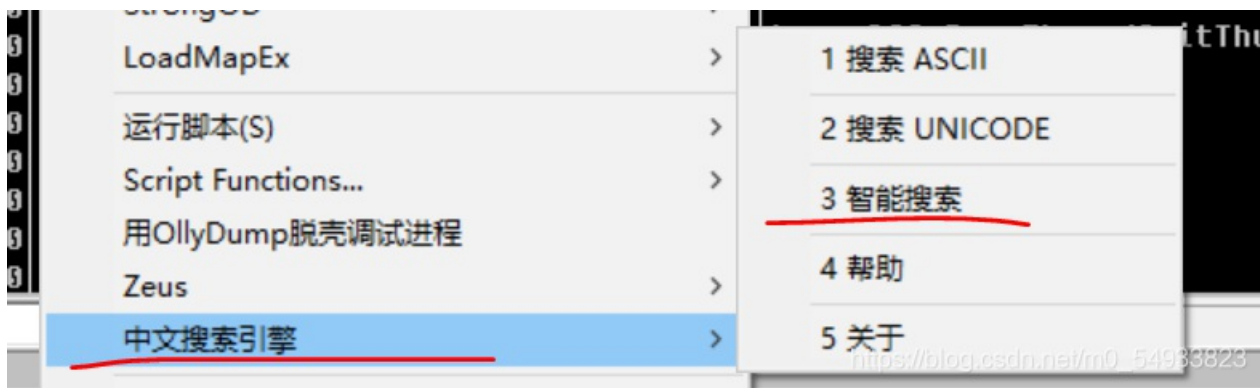 StrongOD
LoadMapEx
运行脚本(S)
Script Functions...
用OllyDump脱壳调试进程
Zeus
中文搜索引擎
1 搜索 ASCII
2 搜索 UNICODE
3 智能搜索
4 帮助
5 关于
https://blog.csdn.net/m0_54933823